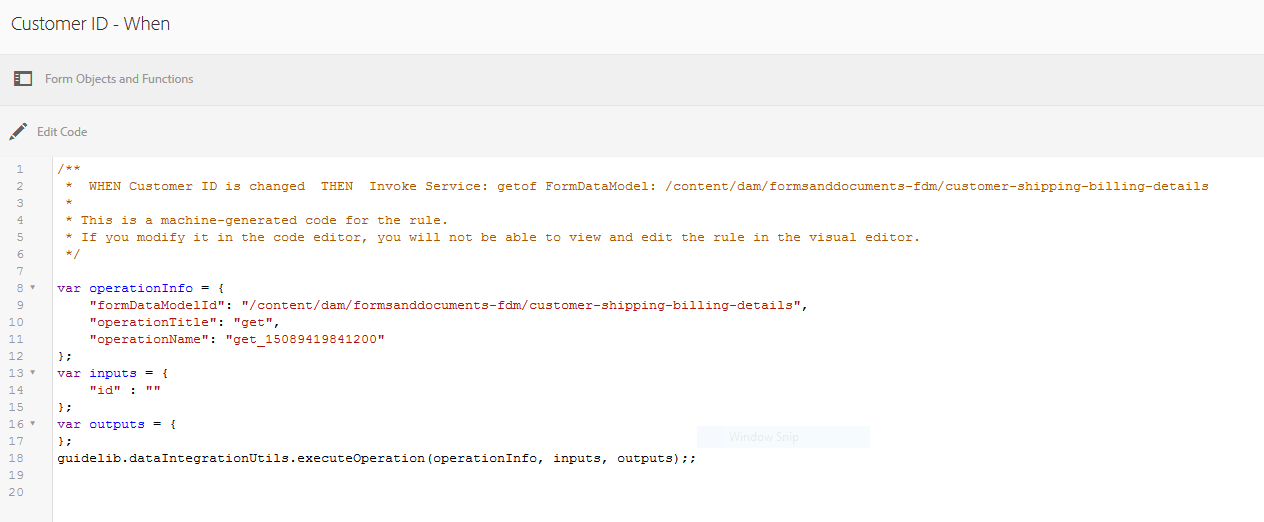 Customer ID - When
Form Objects and Functions
Edit Code
1 /**
2  *  WHEN Customer ID is changed  THEN  Invoke Service: getof FormDataModel: /content/dam/formsanddocuments-fdm/customer-shipping-billing-details
3  *
4  * This is a machine-generated code for the rule.
5  * If you modify it in the code editor, you will not be able to view and edit the rule in the visual editor.
6  */
7
8 var operationInfo = {
9     "formDataModelId": "/content/dam/formsanddocuments-fdm/customer-shipping-billing-details",
10     "operationTitle": "get",
11     "operationName": "get_15089419841200"
12 };
13 var inputs = {
14     "id" : ""
15 };
16 var outputs = {
17 };
Window Snip
18 guidelib.dataIntegrationUtils.executeOperation(operationInfo, inputs, outputs);;
19
20